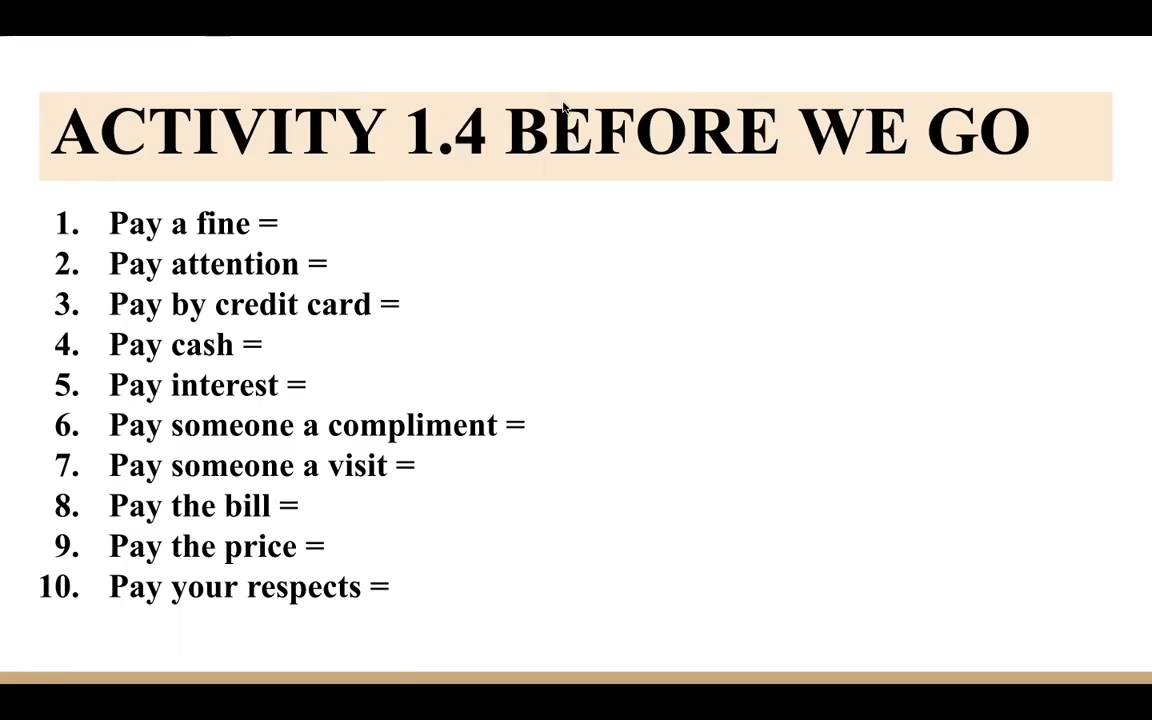 ACTIVITY 1.4 BEFORE WE GO
1. Pay a fine =
2. Pay attention =
3. Pay by credit card =
4. Pay cash =
5. Pay interest =
6. Pay someone a compliment =
7. Pay someone a visit =
8. Pay the bill =
9. Pay the price =
10. Pay your respects =